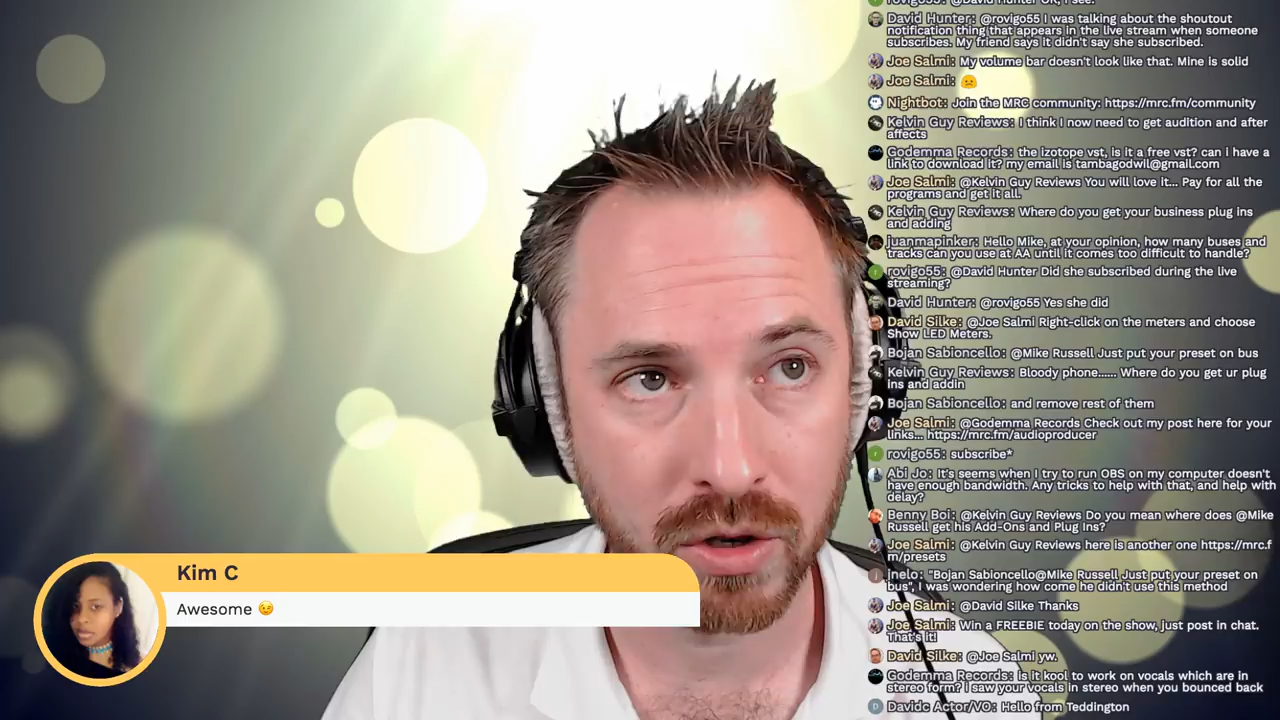 rovigo55: @David Hunter OK, I see.
David Hunter: @rovigo55 I was talking about the shoutout
notification thing that appears in the live stream when someone
subscribes. My friend says it didn't say she subscribed.
Joe Salmi: My volume bar doesn't look like that. Mine is solid
Joe Salmi: ☹️
Nightbot: Join the MRC community: https://mrc.fm/community
Kelvin Guy Reviews: I think I now need to get audition and after
affects
Godemma Records: the izotope vst, is it a free vst? can i have a
link to download it? my email is tambagodwil@gmail.com
Joe Salmi: @Kelvin Guy Reviews You will love it... Pay for all the
programs and get it all.
Kelvin Guy Reviews: Where do you get your business plug ins
and adding
juanmapinker: Hello Mike, at your opinion, how many buses and
tracks can you use at AA until it comes too difficult to handle?
rovigo55: @David Hunter Did she subscribed during the live
streaming?
David Hunter: @rovigo55 Yes she did
David Silke: @Joe Salmi Right-click on the meters and choose
Show LED Meters.
Bojan Sabioncello: @Mike Russell Just put your preset on bus
Kelvin Guy Reviews: Bloody phone...... Where do you get ur plug
ins and addin
Bojan Sabioncello: and remove rest of them
Joe Salmi: @Godemma Records Check out my post here for your
links... https://mrc.fm/audioproducer
rovigo55: subscribe*
Abi Jo: It's seems when I try to run OBS on my computer doesn't
have enough bandwidth. Any tricks to help with that, and help with
delay?
Benny Boi: @Kelvin Guy Reviews Do you mean where does @Mike
Russell get his Add-Ons and Plug Ins?
Joe Salmi: @Kelvin Guy Reviews here is another one https://mrc.f
m/presets
jnelo: "Bojan Sabioncello@Mike Russell Just put your preset on
bus", I was wondering how come he didn't use this method
Joe Salmi: @David Silke Thanks
Joe Salmi: Win a FREEBIE today on the show, just post in chat.
That's it!
David Silke: @Joe Salmi yw.
Godemma Records: is it kool to work on vocals which are in
stereo form? i saw your vocals in stereo when you bounced back
Davidc Actor/VO: Hello from Teddington
Kim C
Awesome 😉